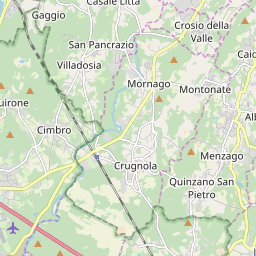 Casale Litta
Gaggio
Crosio della
Valle
San Pancrazio
Villadosia
Mornago
Montonate
Cimbro
Crugnola
Menzago
Quinzano San
Pietro